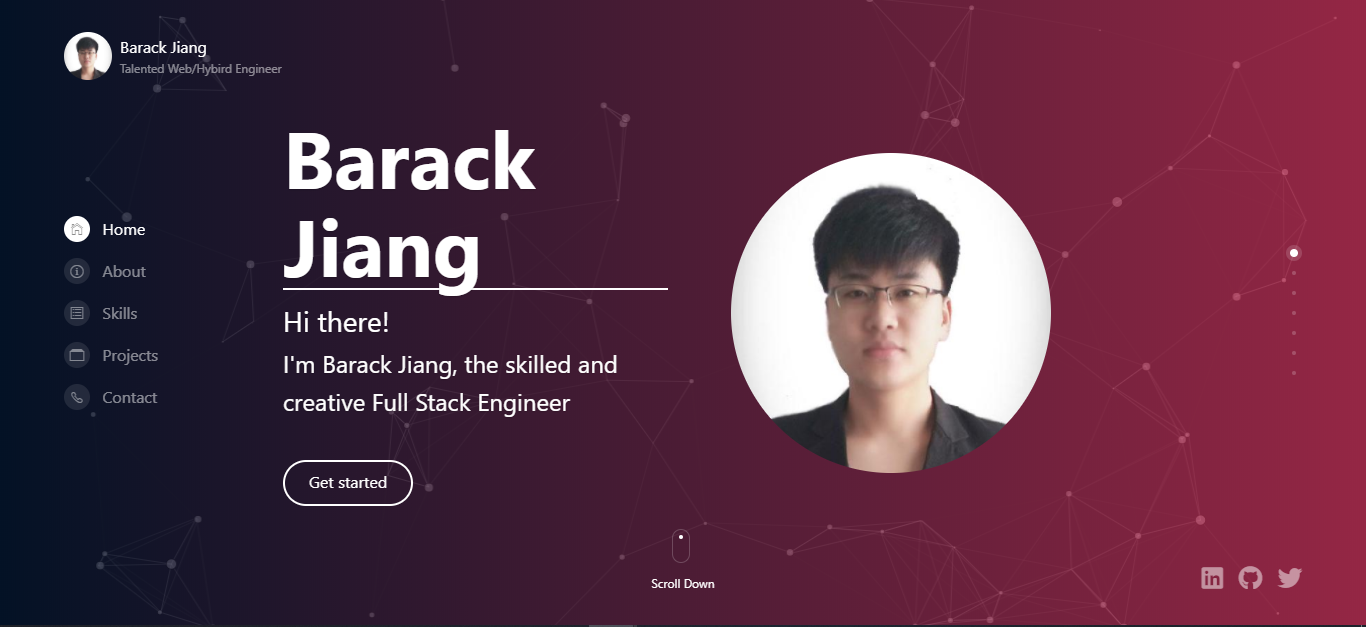 Barack Jiang
Talented Web/Hybird Engineer
Home
About
Skills
Projects
Contact
Barack
Jiang
Hi there!
I'm Barack Jiang, the skilled and
creative Full Stack Engineer
Get started
Scroll Down
in